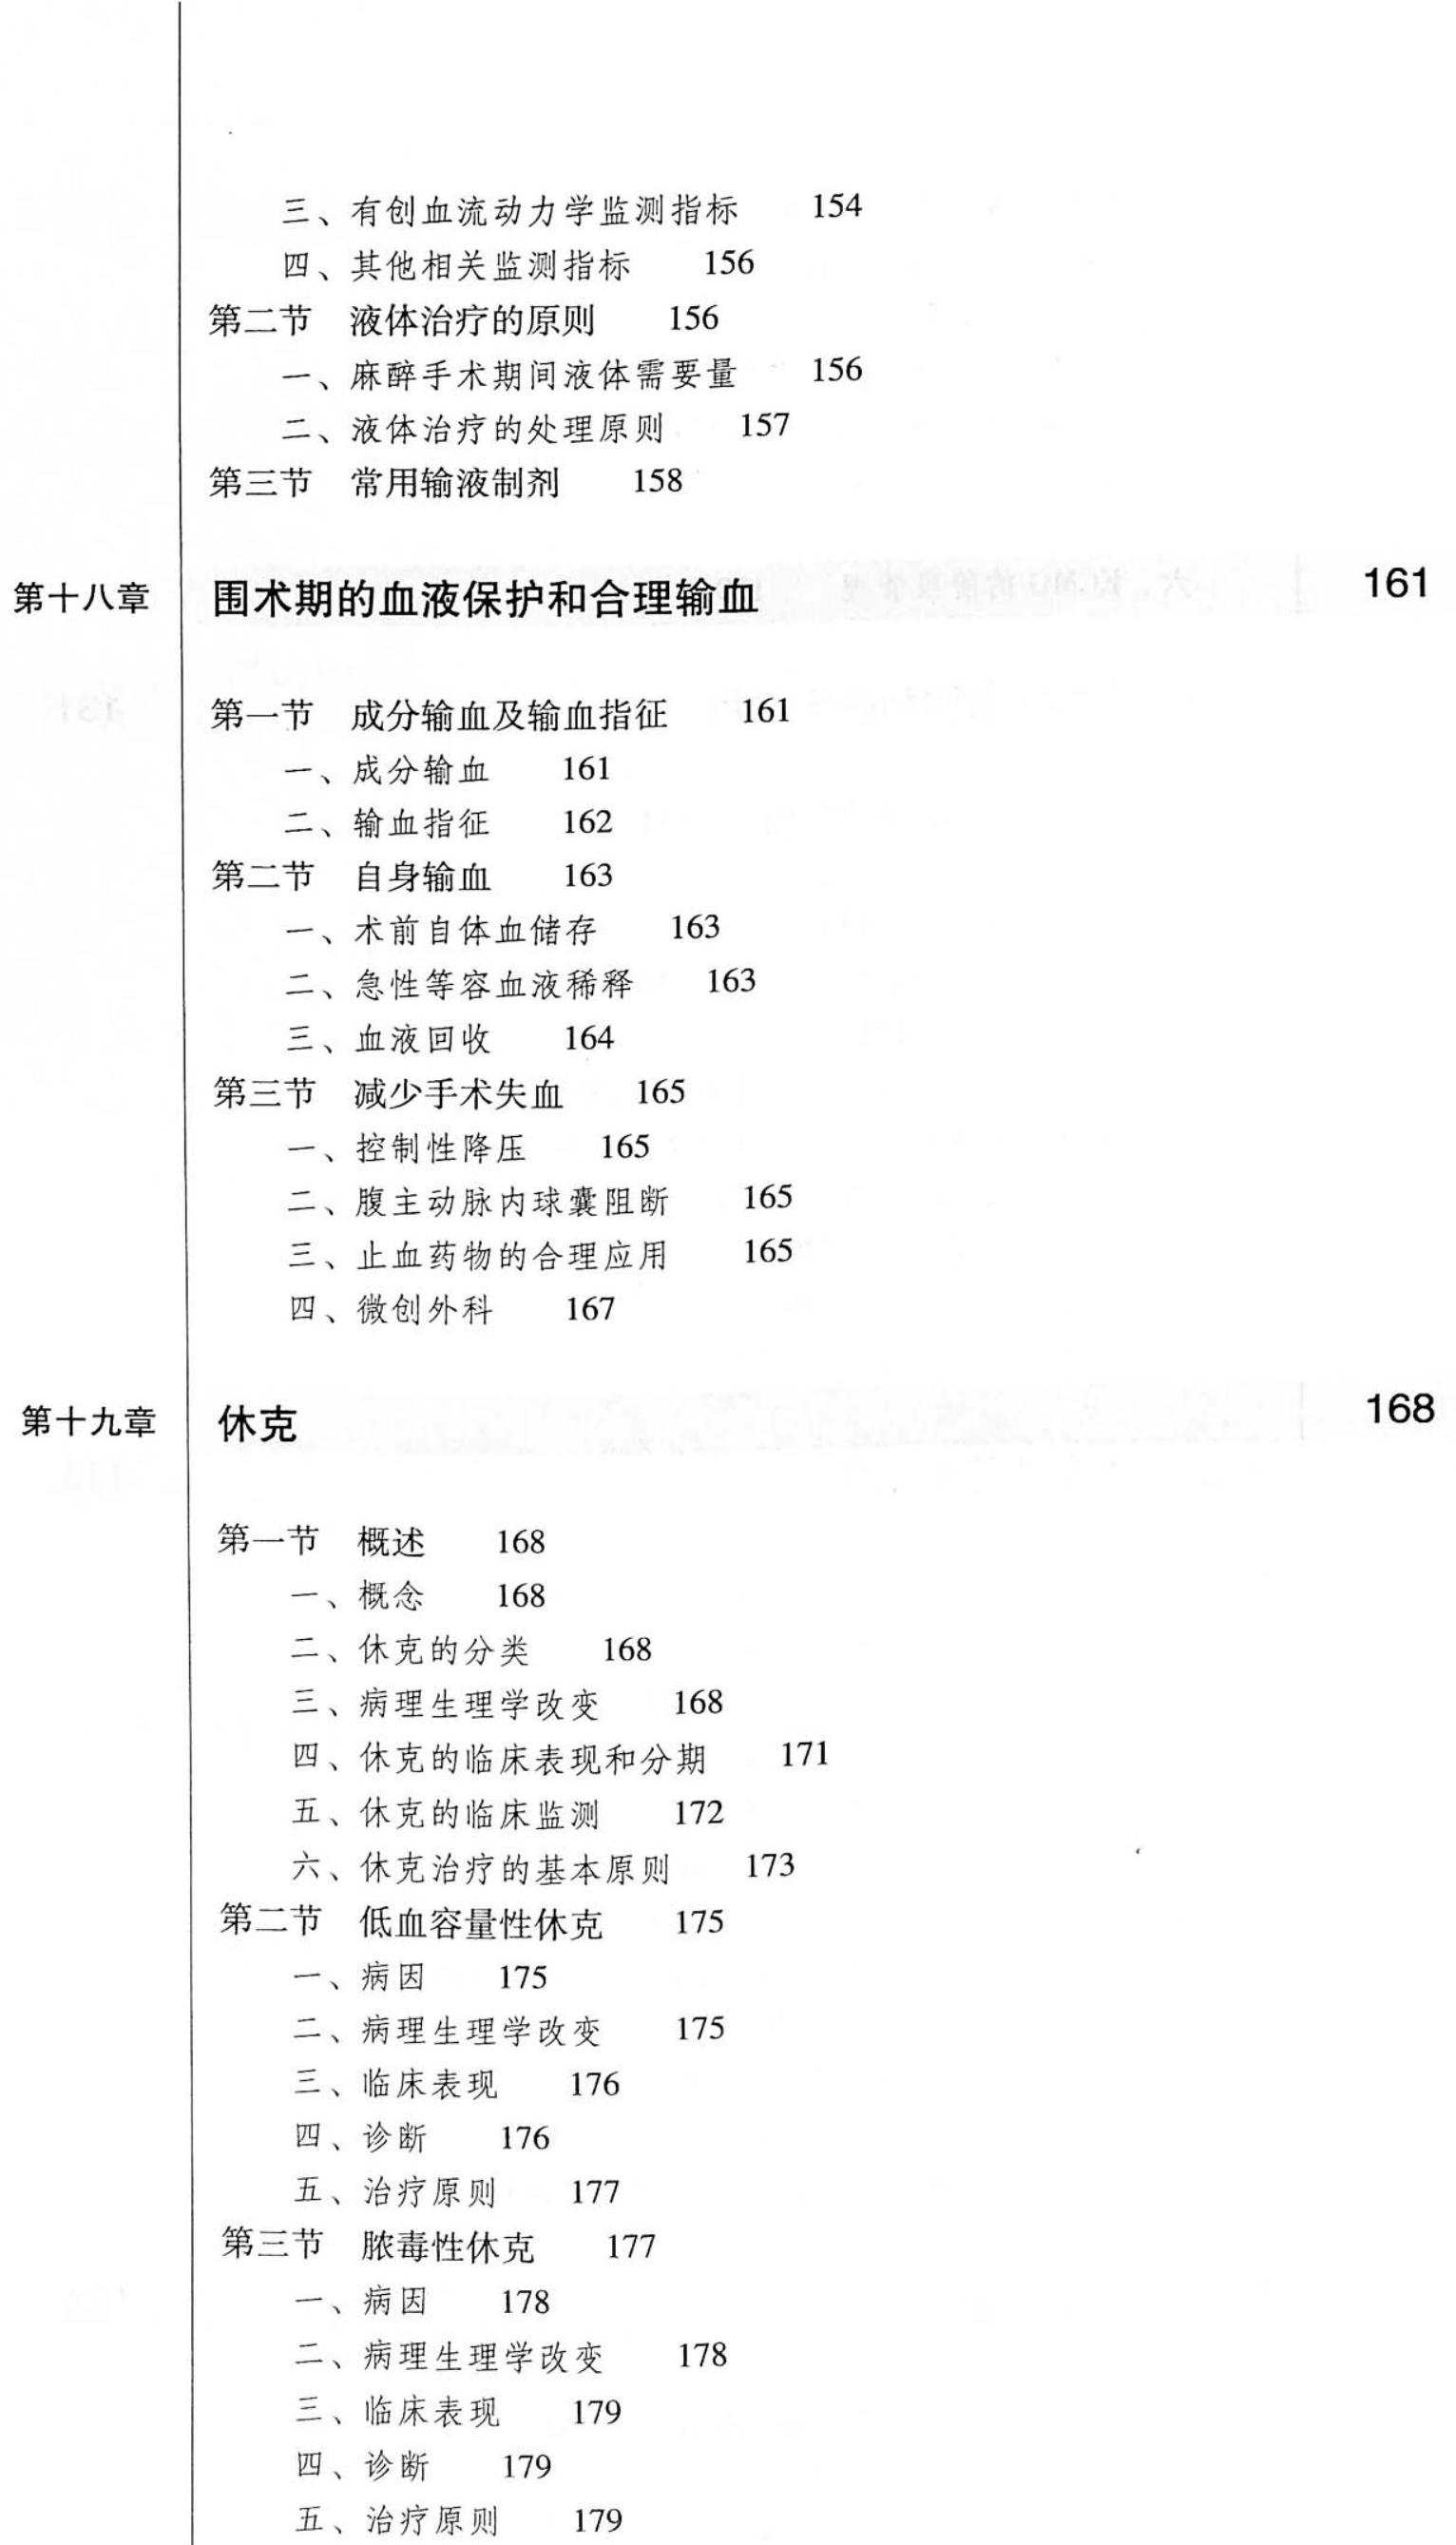 三、有创血流动力学监测指标 154
四、其他相关监测指标 156
第二节 液体治疗的原则 156
一、麻醉手术期间液体需要量 156
二、液体治疗的处理原则 157
第三节 常用输液制剂 158
第十八章 围术期的血液保护和合理输血 161
第一节 成分输血及输血指征 161
一、成分输血 161
二、输血指征 162
第二节 自身输血 163
一、术前自体血储存 163
二、急性等容血液稀释 163
三、血液回收 164
第三节 减少手术失血 165
一、控制性降压 165
二、腹主动脉内球囊阻断 165
三、止血药物的合理应用 165
四、微创外科 167
第十九章 休克 168
第一节 概述 168
一、概念 168
二、休克的分类 168
三、病理生理学改变 168
四、休克的临床表现和分期 171
五、休克的临床监测 172
六、休克治疗的基本原则 173
第二节 低血容量性休克 175
一、病因 175
二、病理生理学改变 175
三、临床表现 176
四、诊断 176
五、治疗原则 177
第三节 脓毒性休克 177
一、病因 178
二、病理生理学改变 178
三、临床表现 179
四、诊断 179
五、治疗原则 179